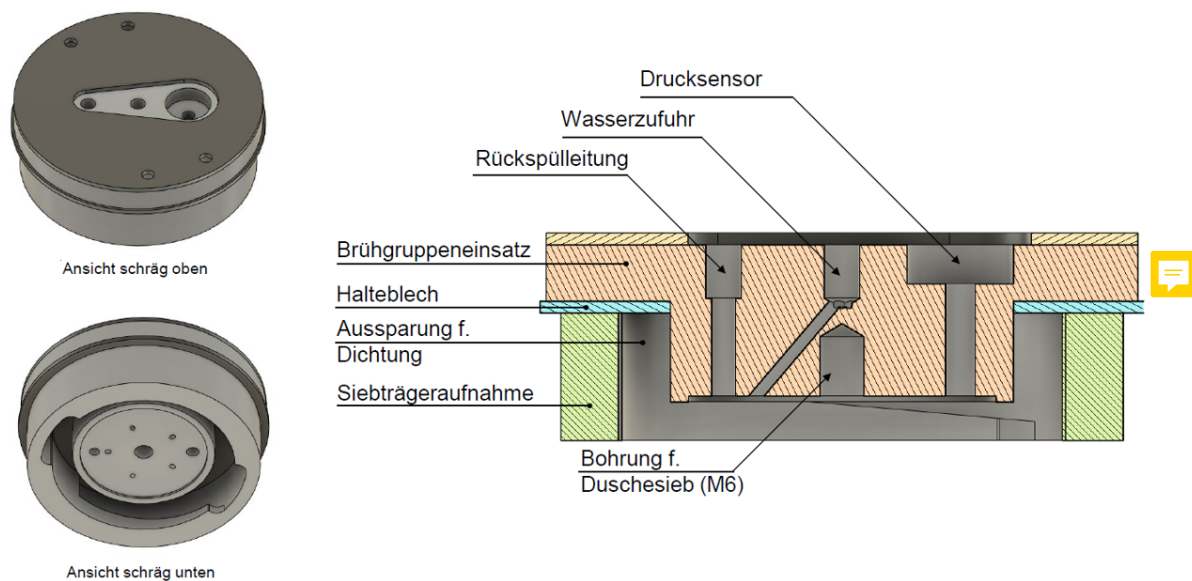 Ansicht schräg oben
Ansicht schräg unten
Drucksensor
Wasserzufuhr
Rückspülleitung
Brühgruppeneinsatz
Halteblech
Aussparung f.
Dichtung
Siebträgeraufnahme
Bohrung f.
Duschesieb (M6)